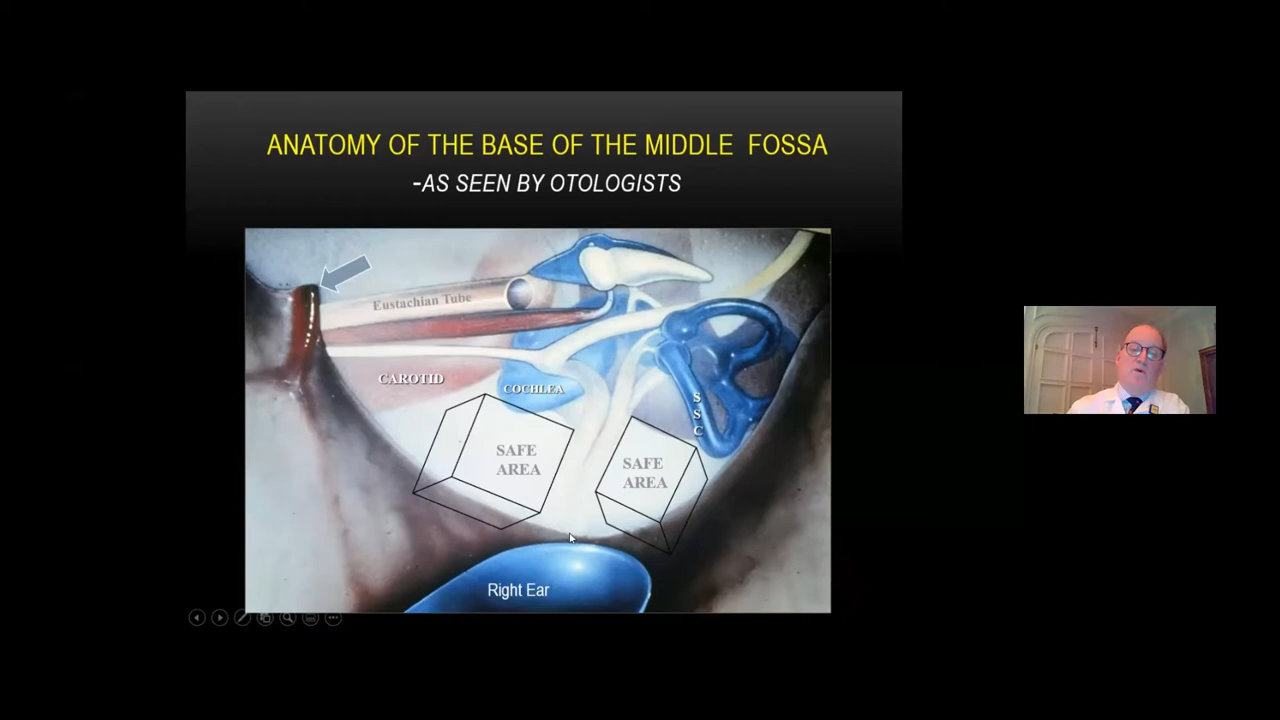 ANATOMY OF THE BASE OF THE MIDDLE FOSSA
-AS SEEN BY OTOLOGISTS
Eustachian Tube
CAROTID
COCHLEA
S
S
C
SAFE
AREA
SAFE
AREA
Right Ear